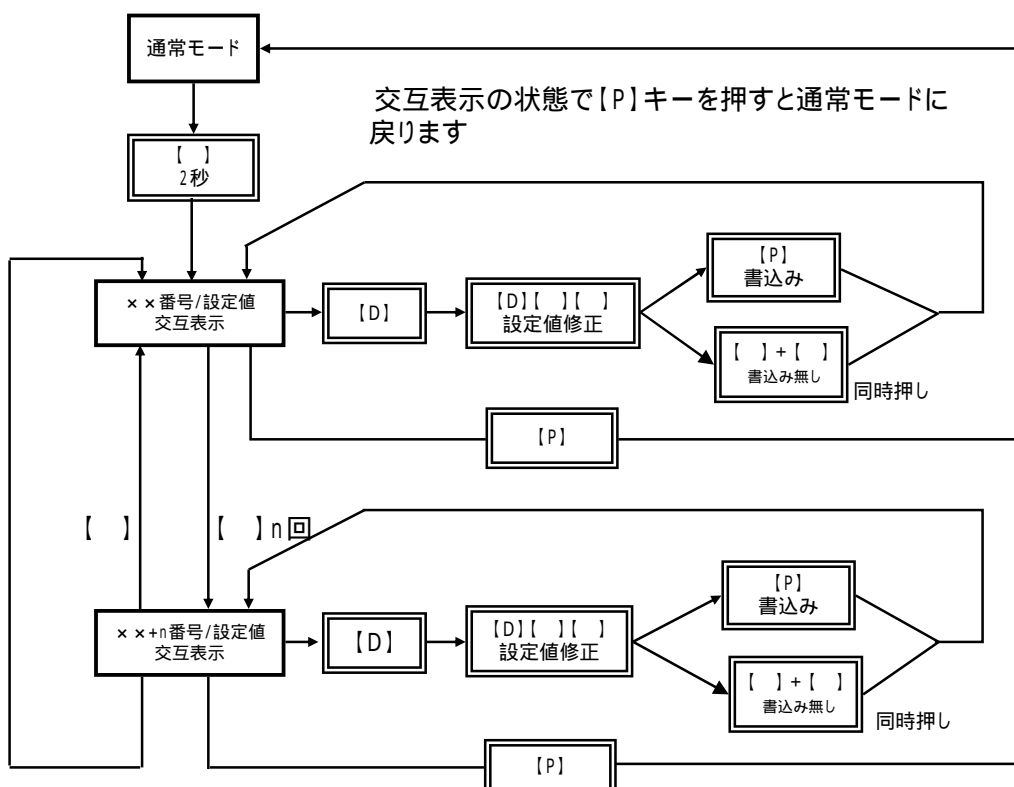 通常モード
交互表示の状態で【P】キーを押すと通常モードに
戻ります
【 】
2秒
××番号/設定値
交互表示
【D】
【D】【 】【 】
設定値修正
【P】
書込み
【 】+【 】
書込み無し
同時押し
【P】
【 】
【 】n回
××+n番号/設定値
交互表示
【D】
【D】【 】【 】
設定値修正
【P】
書込み
【 】+【 】
書込み無し
同時押し
【P】